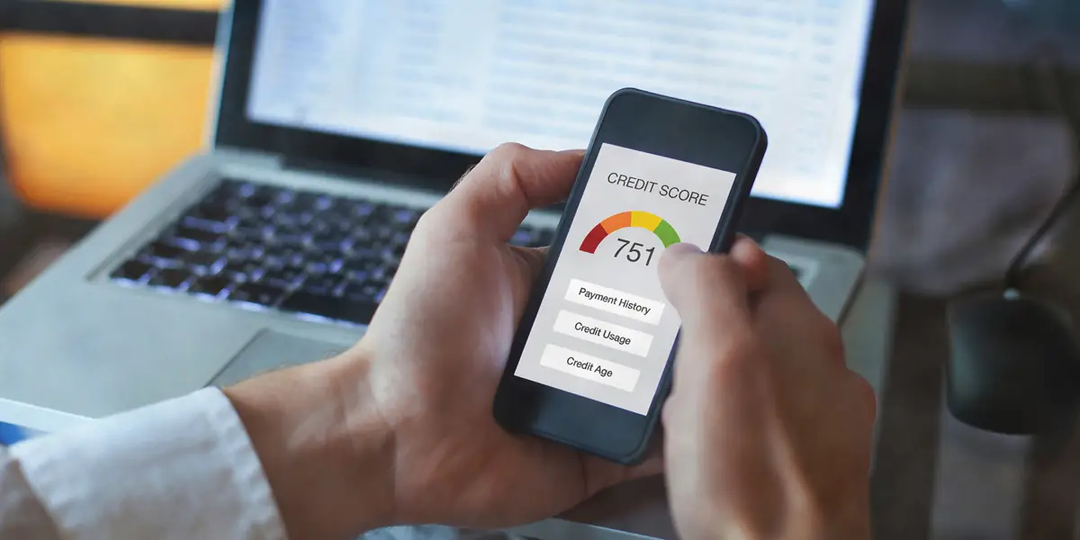 CREDIT SCORE
751
Payment History
Credit Usage
Credit Age